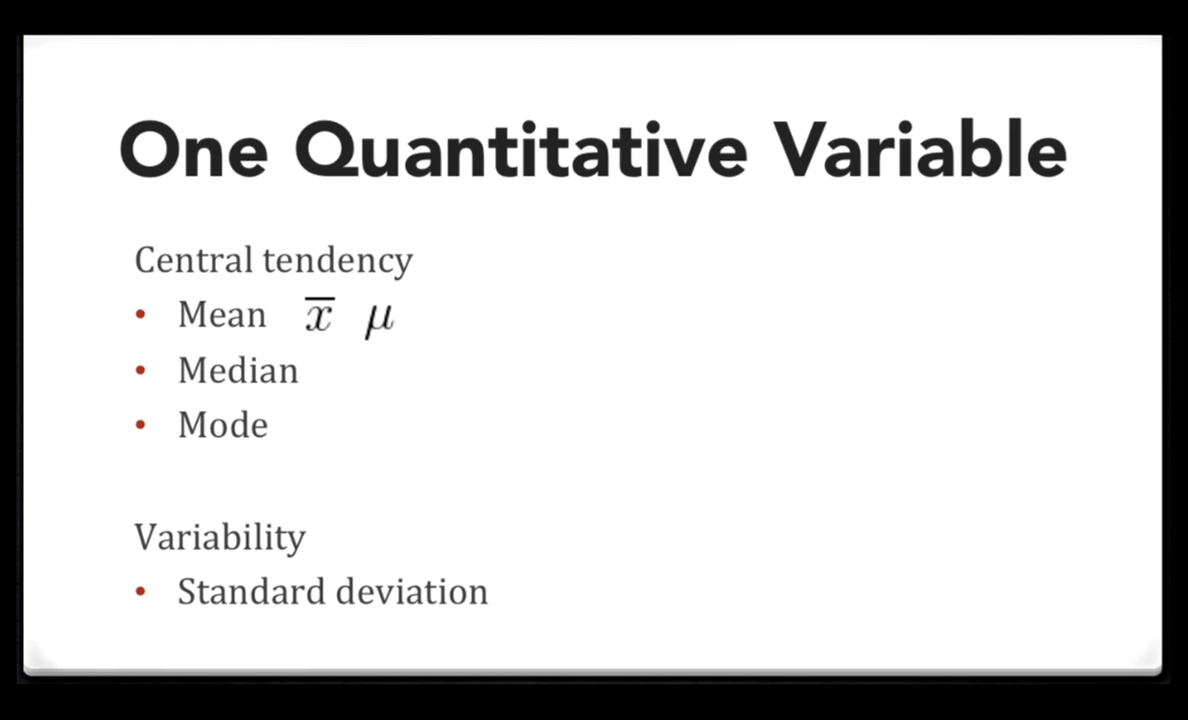 One Quantitative Variable
Central tendency
• Mean x̅ μ
• Median
• Mode
Variability
• Standard deviation